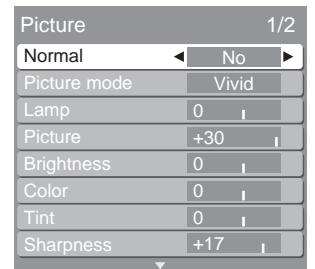 Picture 1/2
Normal No
Picture mode Vivid
Lamp 0
Picture +30
Brightness 0
Color 0
Tint 0
Sharpness +17